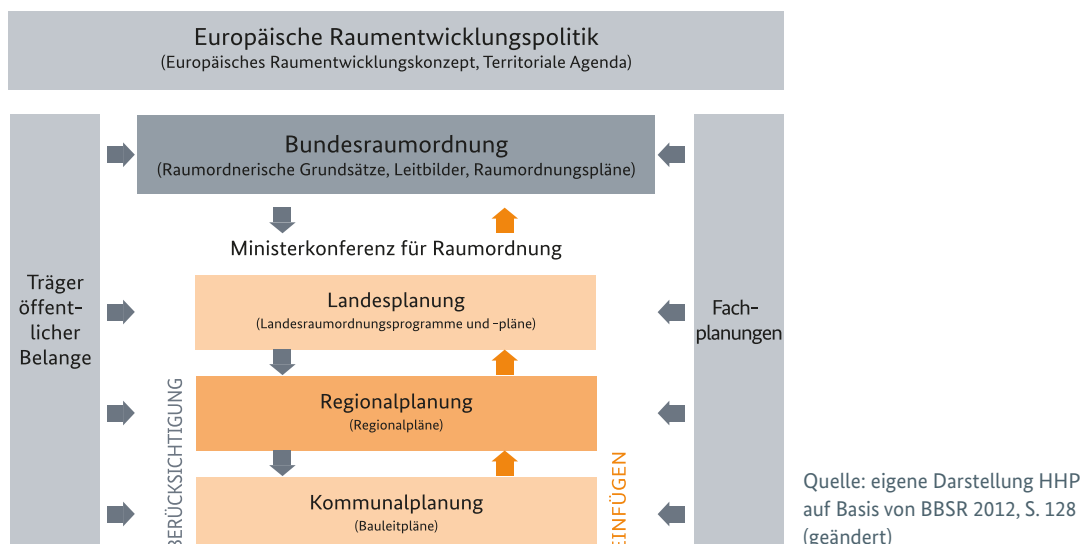 Europäische Raumentwicklungspolitik
(Europäisches Raumentwicklungskonzept, Territoriale Agenda)
Bundesraumordnung
(Raumordnerische Grundsätze, Leitbilder, Raumordnungspläne)
Ministerkonferenz für Raumordnung
Träger
öffent-
licher
Belange
Landesplanung
(Landesraumordnungsprogramme und -pläne)
Fach-
planungen
Regionalplanung
(Regionalpläne)
BERÜCKSICHTIGUNG
Kommunalplanung
(Bauleitpläne)
EINFÜGEN
Quelle: eigene Darstellung HHP
auf Basis von BBSR 2012, S. 128
(geändert)